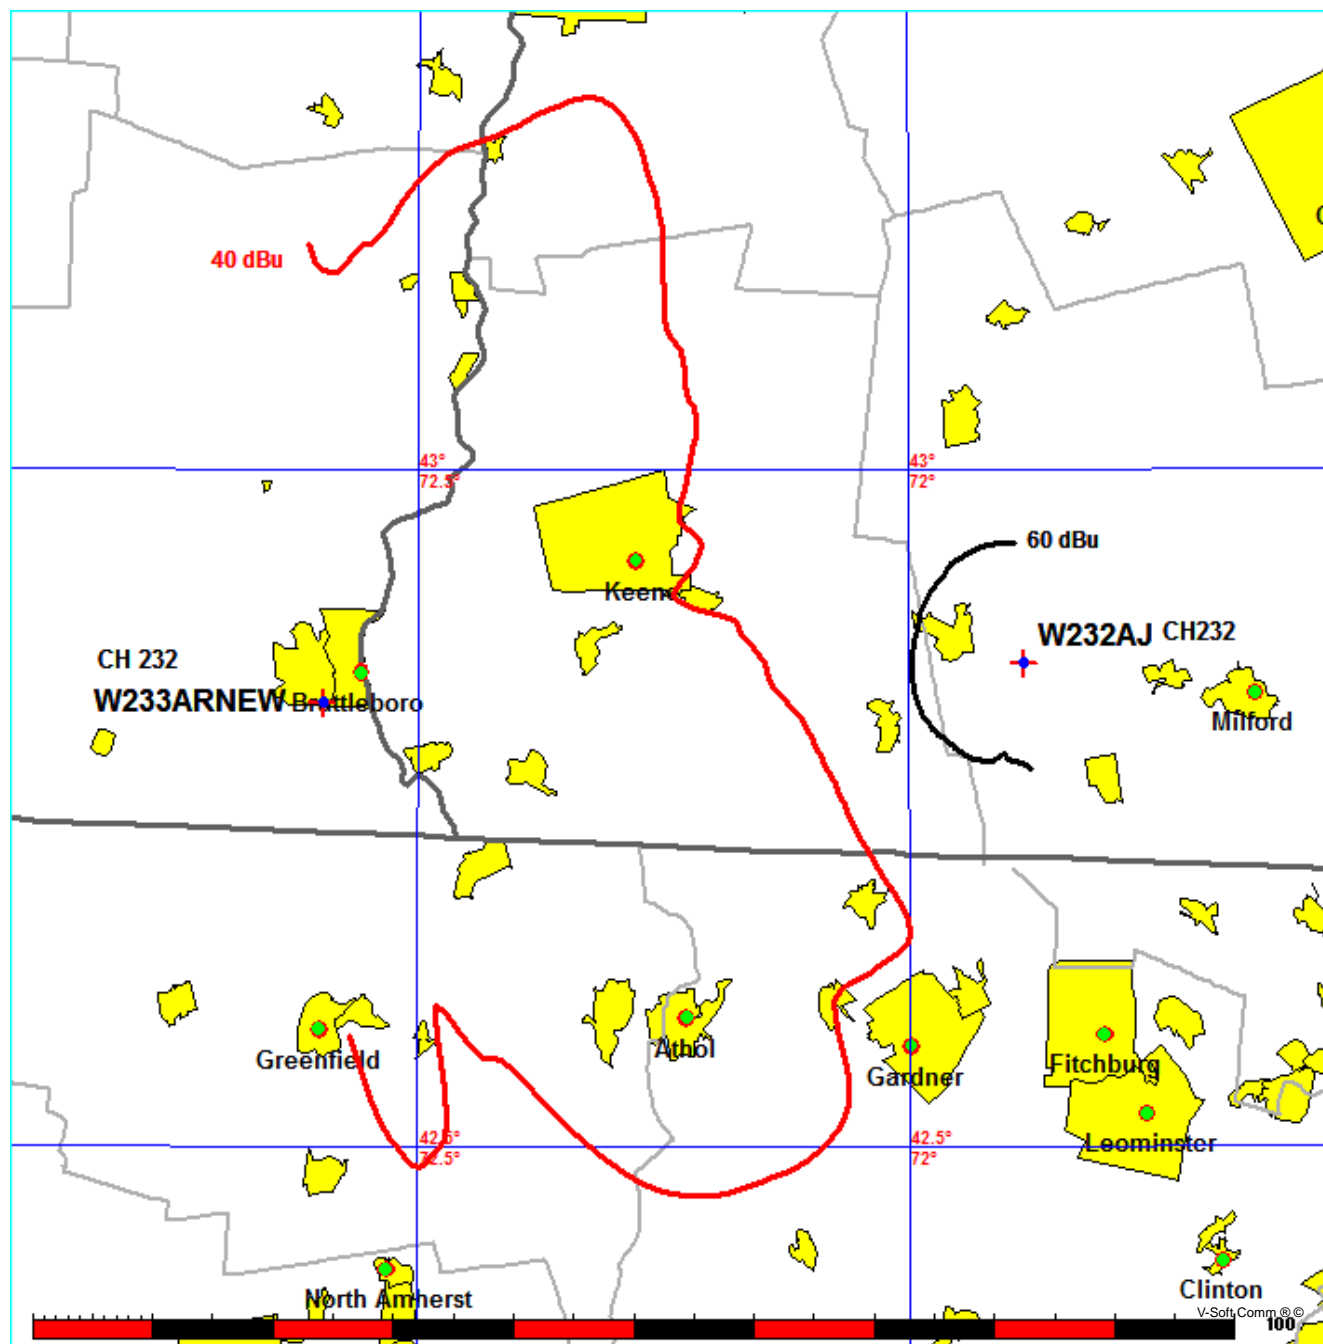 40 dBu
43°
72.5°
43°
72°
60 dBu
Keene
W232AJ CH232
CH 232
W233ARNEW
Brattleboro
Milford
Greenfield
Athol
Gardner
Fitchburg
42.5°
72.5°
42.5°
72°
Leominster
North Amherst
Clinton
V-Soft Comm ® ©
100